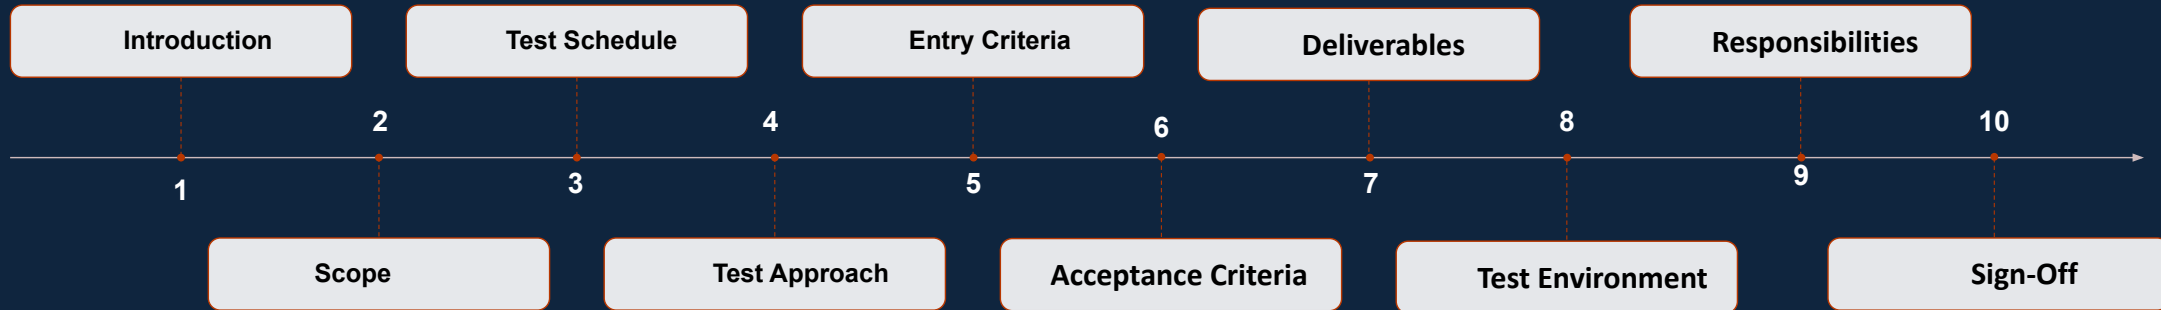 Introduction
Test Schedule
Entry Criteria
Deliverables
Responsibilities
2
4
6
8
10
1
3
5
7
9
Scope
Test Approach
Acceptance Criteria
Test Environment
Sign-Off